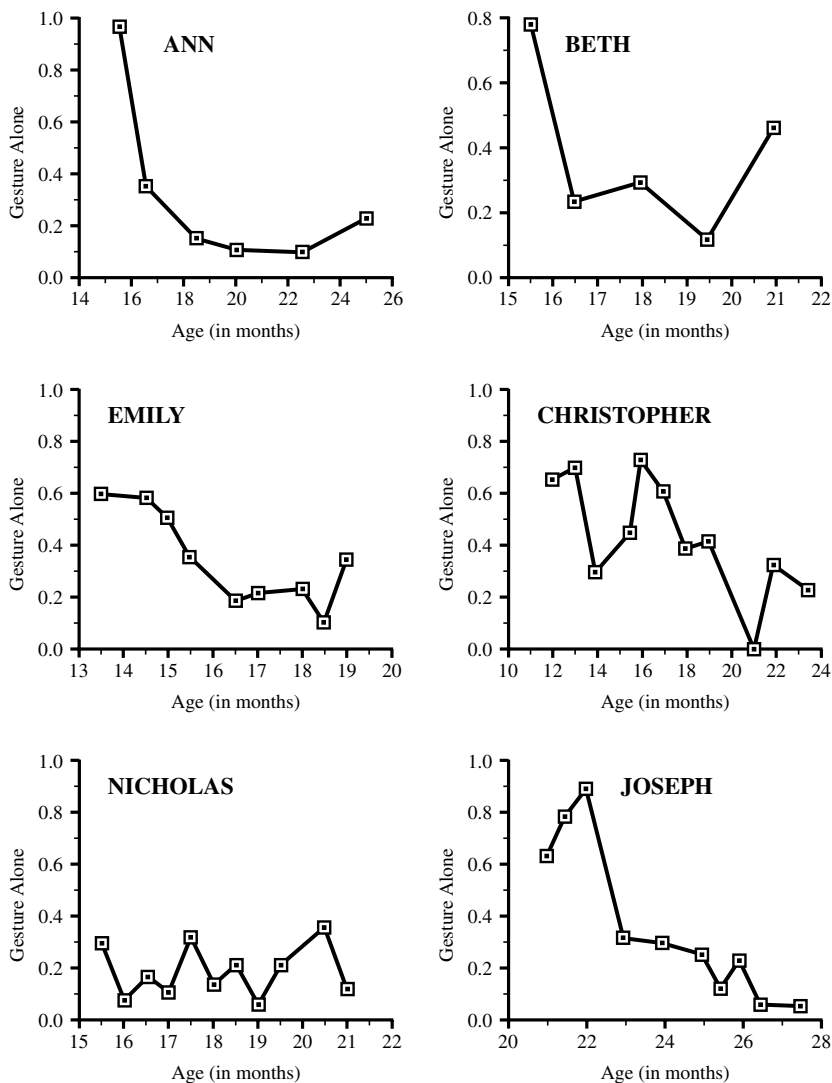 ANN
Gesture Alone
1.0
0.8
0.6
0.4
0.2
0.0
14 16 18 20 22 24 26
Age (in months)
BETH
Gesture Alone
0.8
0.6
0.4
0.2
0.0
15 16 17 18 19 20 21 22
Age (in months)
EMILY
Gesture Alone
1.0
0.8
0.6
0.4
0.2
0.0
13 14 15 16 17 18 19 20
Age (in months)
CHRISTOPHER
Gesture Alone
1.0
0.8
0.6
0.4
0.2
0.0
10 12 14 16 18 20 22 24
Age (in months)
NICHOLAS
Gesture Alone
1.0
0.8
0.6
0.4
0.2
0.0
15 16 17 18 19 20 21 22
Age (in months)
JOSEPH
Gesture Alone
1.0
0.8
0.6
0.4
0.2
0.0
20 22 24 26 28
Age (in months)